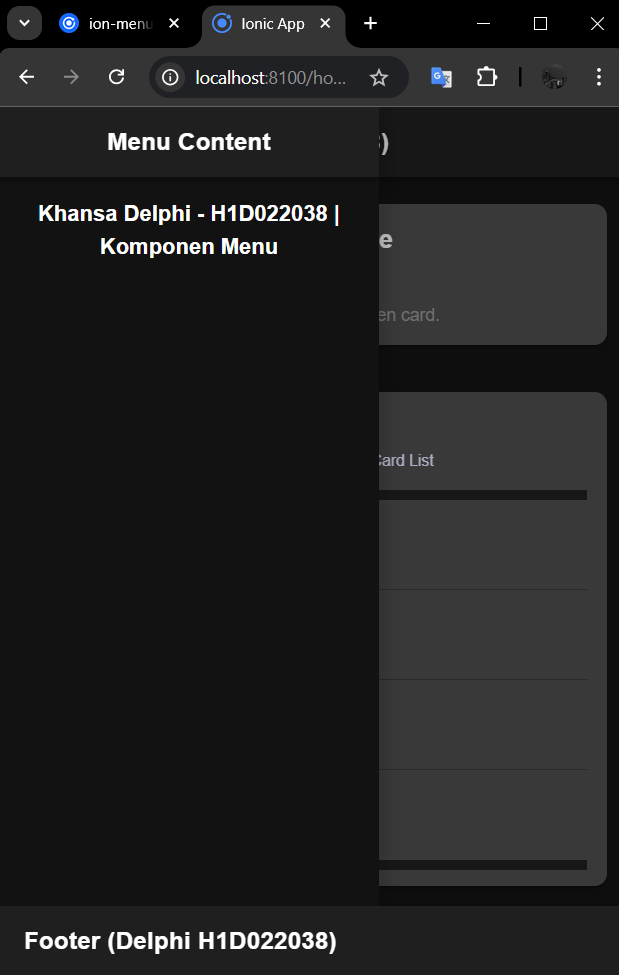 ion-menu
Ionic App
localhost:8100/ho...
Menu Content
)
Khansa Delphi - H1D022038 |
Komponen Menu
e
en card.
Card List
Footer (Delphi H1D022038)